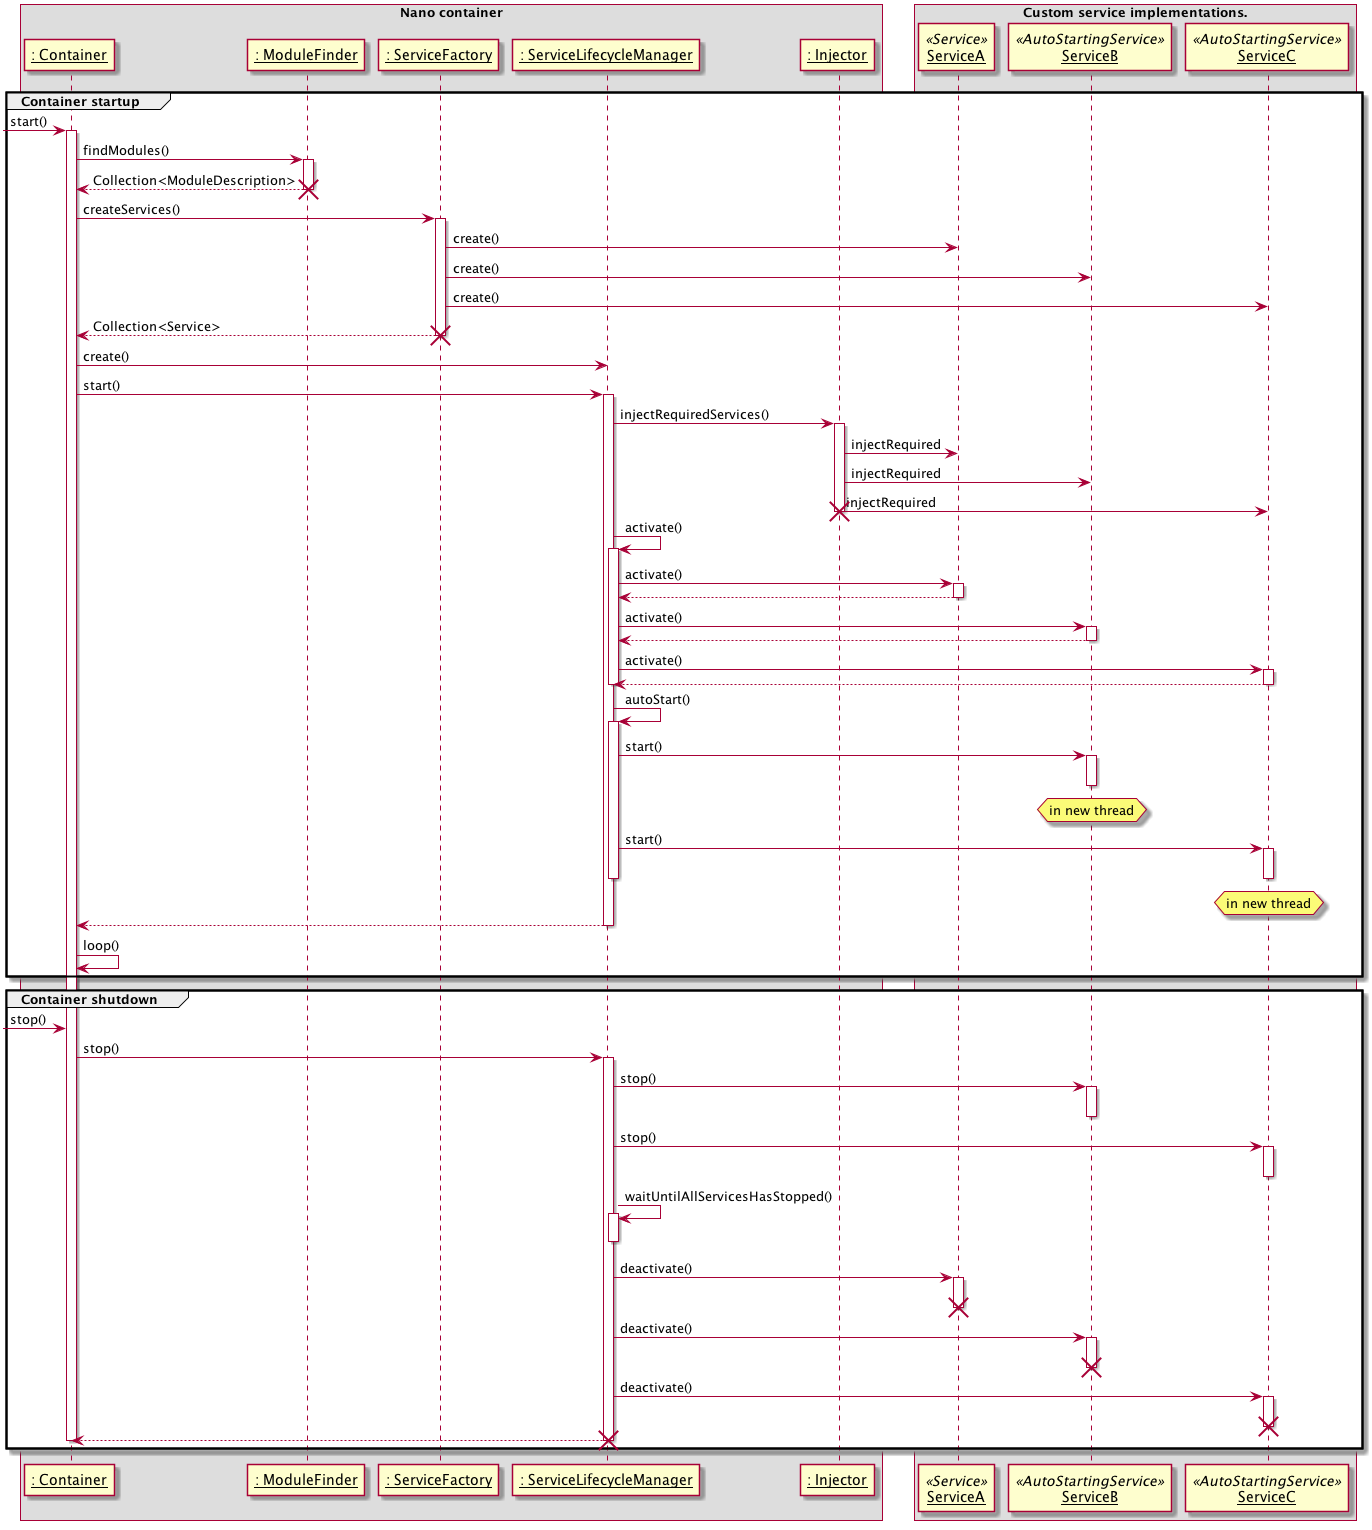 Nano container
Custom service implementations.
: Container
: ModuleFinder
: ServiceFactory
: ServiceLifecycleManager
: Injector
«Service»
ServiceA
«AutoStartingService»
ServiceB
«AutoStartingService»
ServiceC
Container startup
start()
findModules()
Collection<ModuleDescription>
createServices()
create()
create()
create()
Collection<Service>
create()
start()
injectRequiredServices()
injectRequired
injectRequired
injectRequired
activate()
activate()
activate()
activate()
autoStart()
start()
in new thread
start()
in new thread
loop()
Container shutdown
stop()
stop()
stop()
stop()
waitUntilAllServicesHasStopped()
deactivate()
deactivate()
deactivate()
: Container
: ModuleFinder
: ServiceFactory
: ServiceLifecycleManager
: Injector
«Service»
ServiceA
«AutoStartingService»
ServiceB
«AutoStartingService»
ServiceC